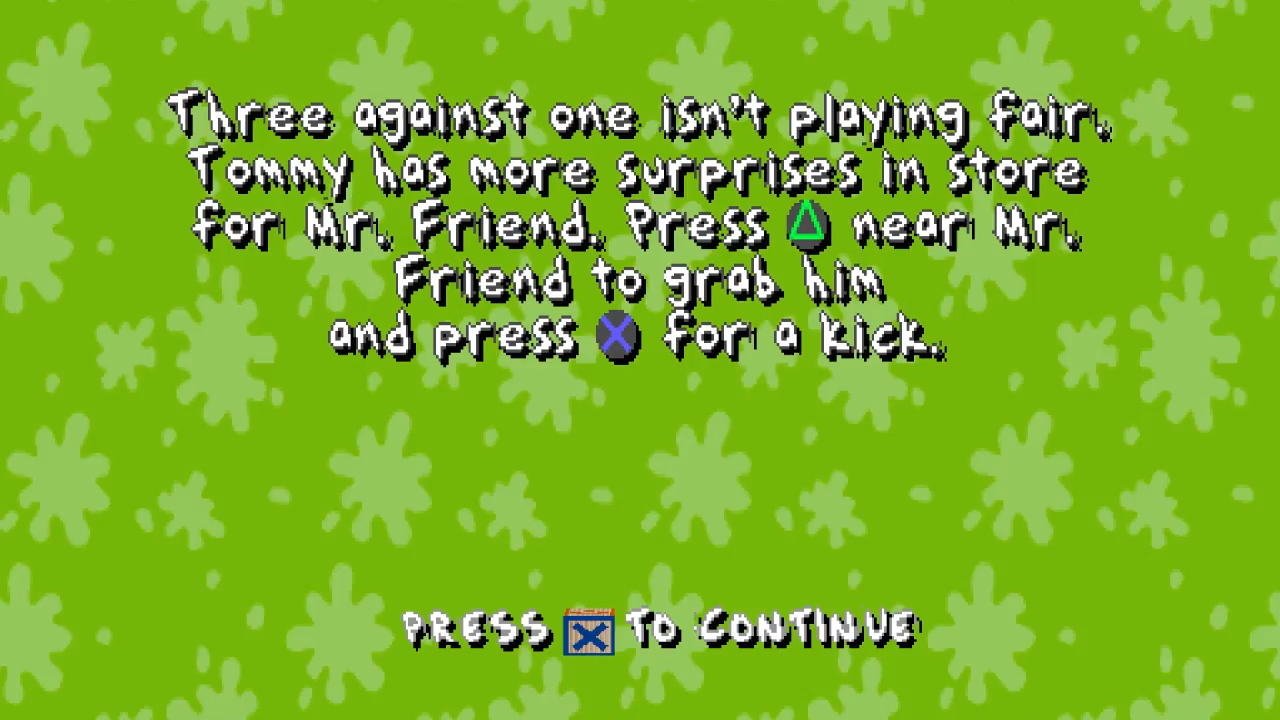 Three against one isn't playing fair.
Tommy has more surprises in store
for Mr. Friend. Press △ near Mr.
Friend to grab him
and press X for a kick.
PRESS X TO CONTINUE